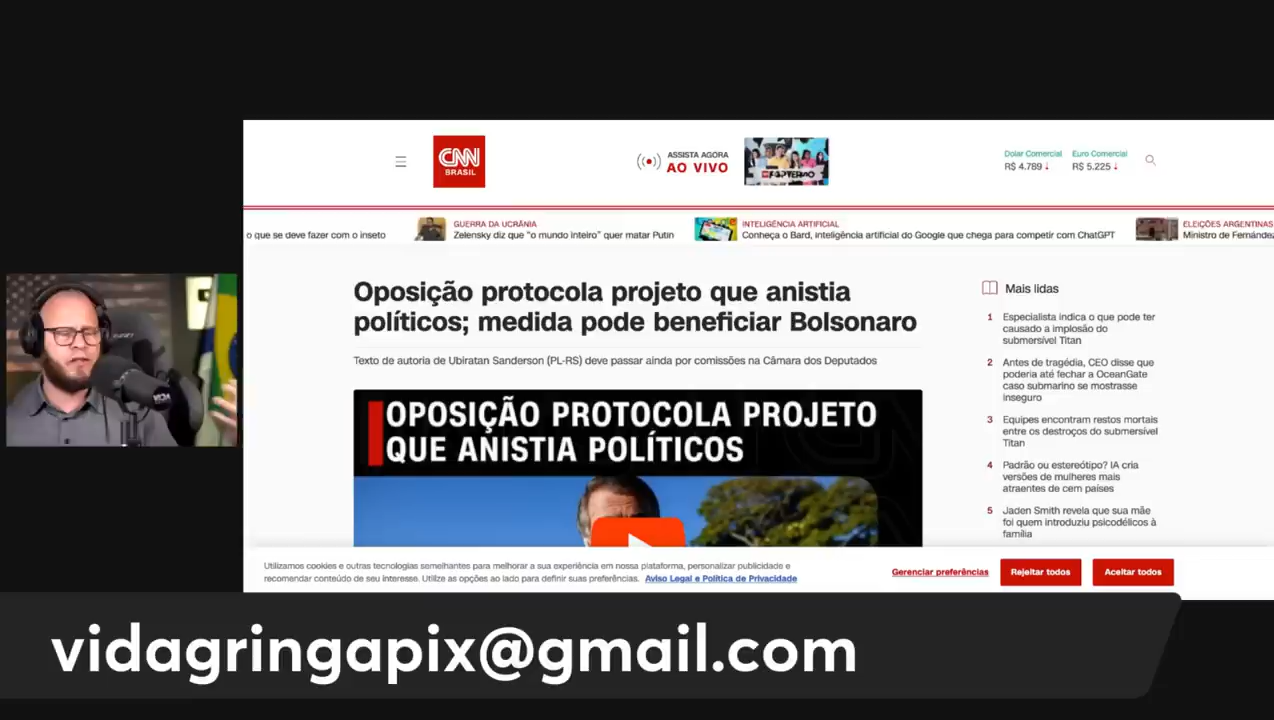 CNN
BRASIL
ASSISTA AGORA
AO VIVO
Dolar Comercial
R$ 4.789 ↓
Euro Comercial
R$ 5.225 ↓
o que se deve fazer com o inseto
GUERRA DA UCRÂNIA
Zelensky diz que "o mundo inteiro" quer matar Putin
INTELIGÊNCIA ARTIFICIAL
Conheça o Bard, inteligência artificial do Google que chega para competir com ChatGPT
ELEIÇÕES ARGENTINAS
Ministro de Fernández
Oposição protocola projeto que anistia
políticos; medida pode beneficiar Bolsonaro
Texto de autoria de Ubiratan Sanderson (PL-RS) deve passar ainda por comissões na Câmara dos Deputados
OPOSIÇÃO PROTOCOLA PROJETO
QUE ANISTIA POLÍTICOS
Mais lidas
1 Especialista indica o que pode ter
causado a implosão do
submersível Titan
2 Antes de tragédia, CEO disse que
poderia até fechar a OceanGate
caso submarino se mostrasse
inseguro
3 Equipes encontram restos mortais
entre os destroços do submersível
Titan
4 Padrão ou estereótipo? IA cria
versões de mulheres mais
atraentes de cem países
5 Jaden Smith revela que sua mãe
foi quem introduziu psicodélicos à
família
Utilizamos cookies e outras tecnologias semelhantes para melhorar a sua experiência em nossa plataforma, personalizar publicidade e
recomendar conteúdo de seu interesse. Utilize as opções ao lado para definir suas preferências. Aviso Legal e Política de Privacidade
Gerenciar preferências
Rejeitar todos
Aceitar todos
VIDA
vidagringapix@gmail.com